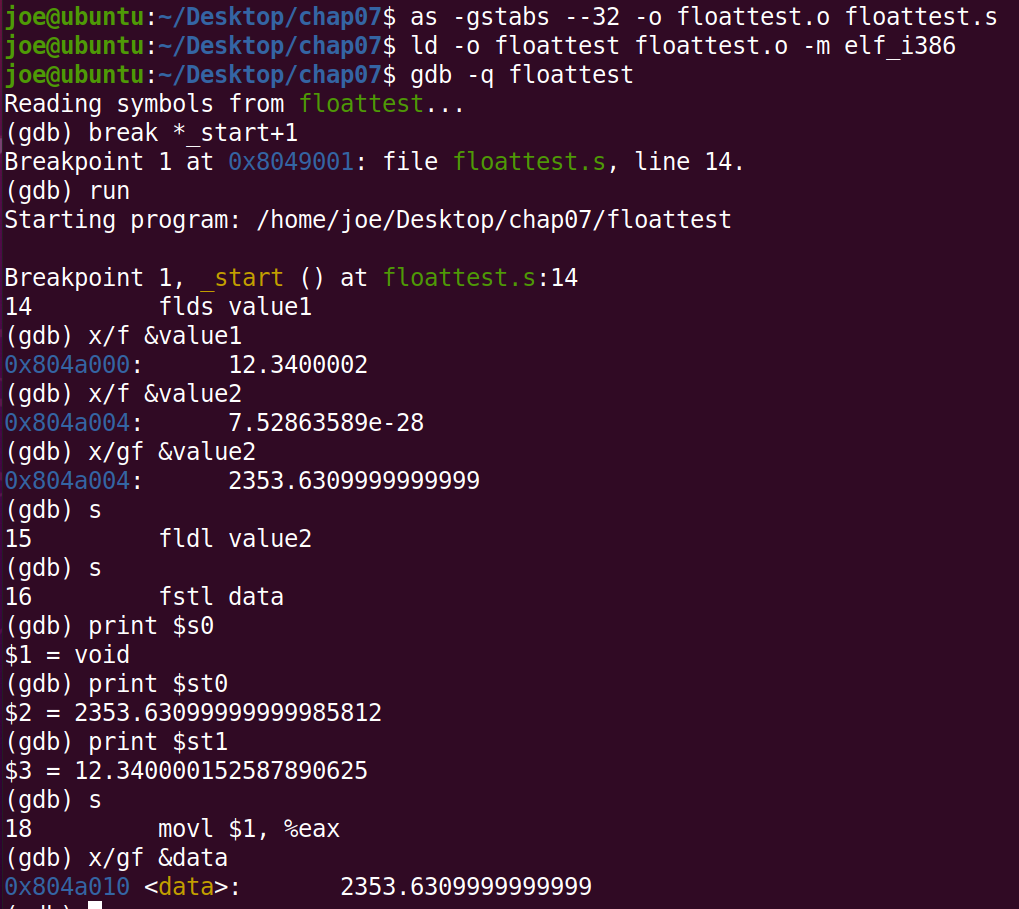 joe@ubuntu:~/Desktop/chap07$ as -gstabs --32 -o floattest.o floattest.s
joe@ubuntu:~/Desktop/chap07$ ld -o floattest floattest.o -m elf_i386
joe@ubuntu:~/Desktop/chap07$ gdb -q floattest
Reading symbols from floattest...
(gdb) break *_start+1
Breakpoint 1 at 0x8049001: file floattest.s, line 14.
(gdb) run
Starting program: /home/joe/Desktop/chap07/floattest

Breakpoint 1, _start () at floattest.s:14
14         flds value1
(gdb) x/f &value1
0x804a000:      12.3400002
(gdb) x/f &value2
0x804a004:      7.52863589e-28
(gdb) x/gf &value2
0x804a004:      2353.6309999999999
(gdb) s
15         fldl value2
(gdb) s
16         fstl data
(gdb) print $s0
$1 = void
(gdb) print $st0
$2 = 2353.63099999999985812
(gdb) print $st1
$3 = 12.340000152587890625
(gdb) s
18         movl $1, %eax
(gdb) x/gf &data
0x804a010 <data>:       2353.6309999999999
(gdb)